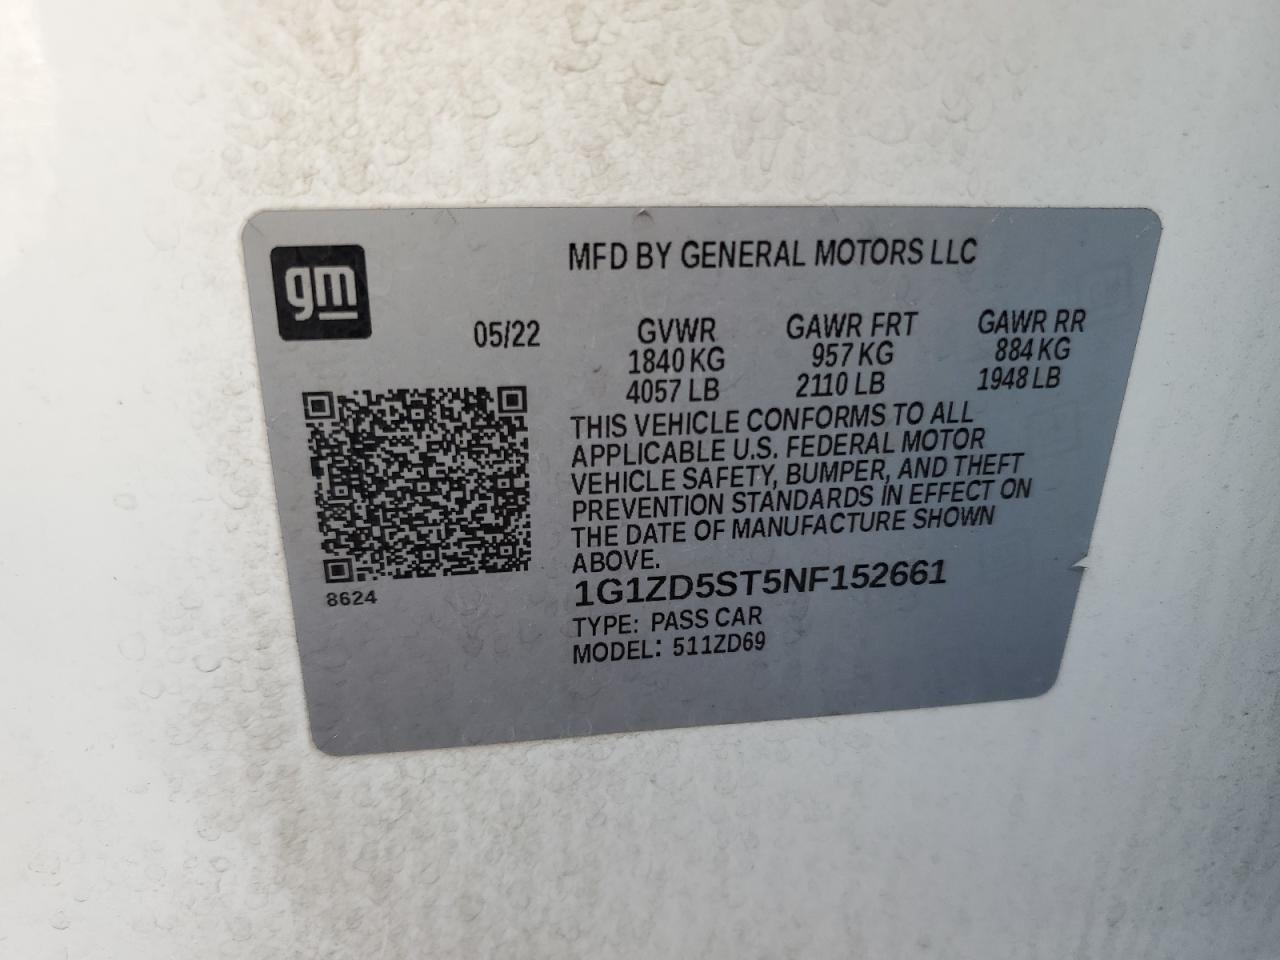 gm
MFD BY GENERAL MOTORS LLC
05/22
GVWR GAWR FRT GAWR RR
1840 KG 957 KG 884 KG
4057 LB 2110 LB 1948 LB
THIS VEHICLE CONFORMS TO ALL
APPLICABLE U.S. FEDERAL MOTOR
VEHICLE SAFETY, BUMPER, AND THEFT
PREVENTION STANDARDS IN EFFECT ON
THE DATE OF MANUFACTURE SHOWN
ABOVE.
8624
1G1ZD5ST5NF152661
TYPE: PASS CAR
MODEL: 511ZD69